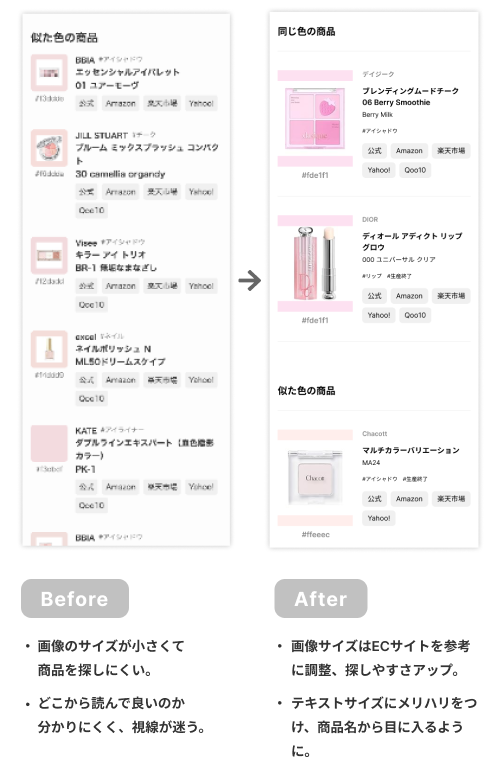 似た色の商品
BBIA #アイシャドウ
エッセンシャルアイパレット
01 ユアーモーヴ
公式 Amazon 楽天市場 Yahoo!
JILL STUART #チーク
ブルーム ミックスブラッシュ コンパク
ト
30 camellia organdy
公式 Amazon 楽天市場 Yahoo!
Qoo10
Visee #アイシャドウ
キラー アイ トリオ
BR-1 無垢なまなざし
公式 Amazon 楽天市場 Yahoo!
Qoo10
excel #ネイル
ネイルポリッシュ N
ML50ドリームスケイプ
公式 Amazon 楽天市場 Yahoo!
Qoo10
KATE #アイライナー
ダブルラインエキスパート（血色陰影
カラー）
PK-1
公式 Amazon 楽天市場 Yahoo!
Qoo10
BBIA #アイシャドウ
同じ色の商品
デイジーク
ブレンディングムードチーク
06 Berry Smoothie
Berry Milk
#アイシャドウ
公式 Amazon 楽天市場
Yahoo! Qoo10
#fde1f1
DIOR
ディオール アディクト リップ
グロウ
000 ユニバーサル クリア
#リップ #生産終了
公式 Amazon 楽天市場
Yahoo! Qoo10
#fde1f1
似た色の商品
Chacott
マルチカラーバリエーション
MA24
#アイシャドウ #生産終了
Chacott
公式 Amazon 楽天市場
Yahoo!
#ffeeec
Before
・画像のサイズが小さくて
商品を探しにくい。
・どこから読んで良いのか
分かりにくく、視線が迷う。
After
・画像サイズはECサイトを参考
に調整、探しやすさアップ。
・テキストサイズにメリハリをつ
け、商品名から目に入るよう
に。